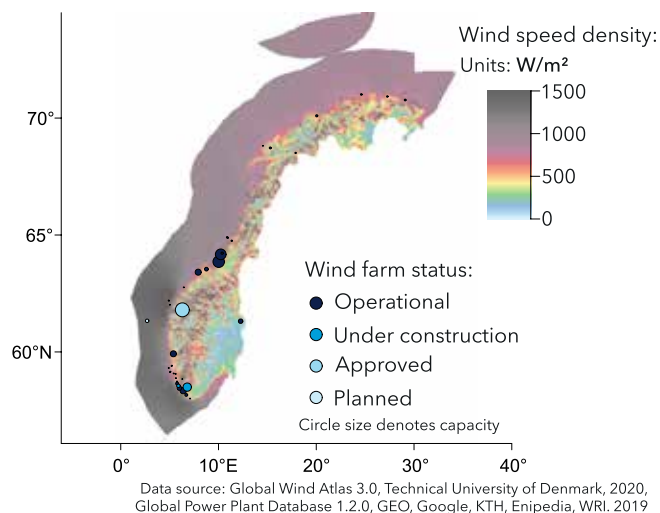 Wind speed density:
Units: W/m²
1500
1000
500
0
70°
65°
60°N
Wind farm status:
Operational
Under construction
Approved
Planned
Circle size denotes capacity
0° 10°E 20° 30° 40°
Data source: Global Wind Atlas 3.0, Technical University of Denmark, 2020,
Global Power Plant Database 1.2.0, GEO, Google, KTH, Enipedia, WRI. 2019